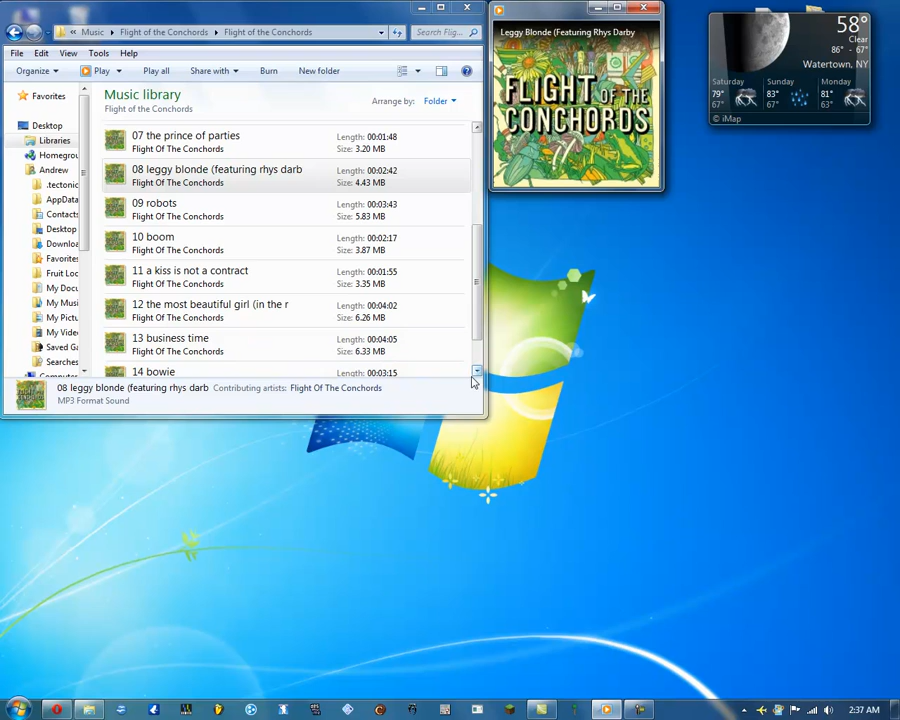 Music
Flight of the Conchords
Flight of the Conchords
Search Flig...
File
Edit
View
Tools
Help
Organize
Play
Play all
Share with
Burn
New folder
Favorites
Desktop
Libraries
Homegrou
Andrew
.tectonic
AppData
Contacts
Desktop
Downloa
Favorites
Fruit Loc
My Docu
My Musi
My Pictu
My Video
Saved Ga
Searches
Music library
Flight of the Conchords
Arrange by:
Folder
07 the prince of parties
Flight Of The Conchords
Length: 00:01:48
Size: 3.20 MB
08 leggy blonde (featuring rhys darb
Flight Of The Conchords
Length: 00:02:42
Size: 4.43 MB
09 robots
Flight Of The Conchords
Length: 00:03:43
Size: 5.83 MB
10 boom
Flight Of The Conchords
Length: 00:02:17
Size: 3.87 MB
11 a kiss is not a contract
Flight Of The Conchords
Length: 00:01:55
Size: 3.35 MB
12 the most beautiful girl (in the r
Flight Of The Conchords
Length: 00:04:02
Size: 6.26 MB
13 business time
Flight Of The Conchords
Length: 00:04:05
Size: 6.33 MB
14 bowie
Length: 00:03:15
08 leggy blonde (featuring rhys darb
Contributing artists: Flight Of The Conchords
MP3 Format Sound
Leggy Blonde (Featuring Rhys Darby
FLIGHT OF THE
CONCHORDS
58°
Clear
86° - 67°
Watertown, NY
Saturday
79°
67°
Sunday
83°
67°
Monday
81°
63°
© iMap
2:37 AM